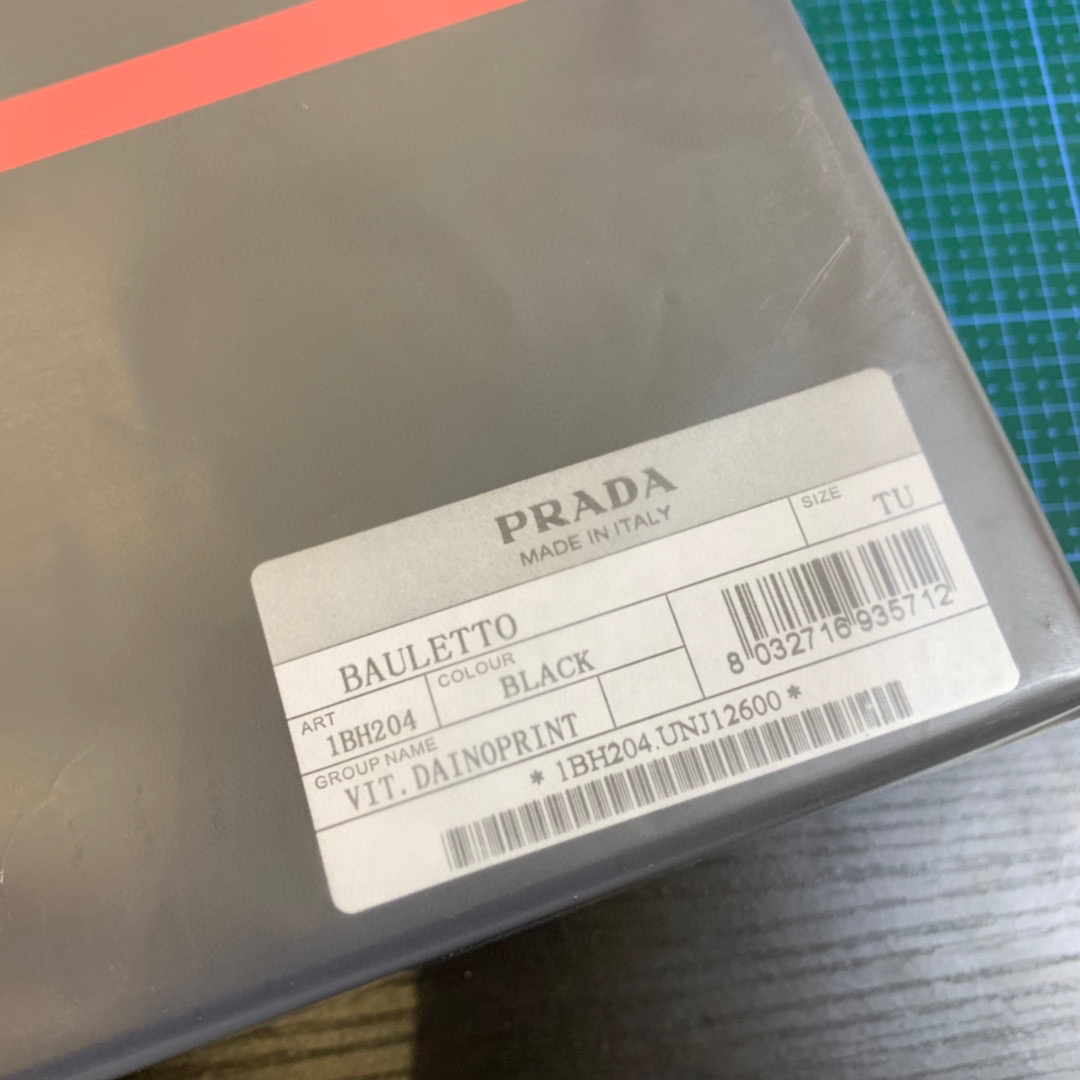 PRADA
MADE IN ITALY
BAULETTO
SIZE TU
ART 1BH204
COLOUR BLACK
8 032716 935712
GROUP NAME
VIT. DAINOPRINT
* 1BH204.UNJ12600 *